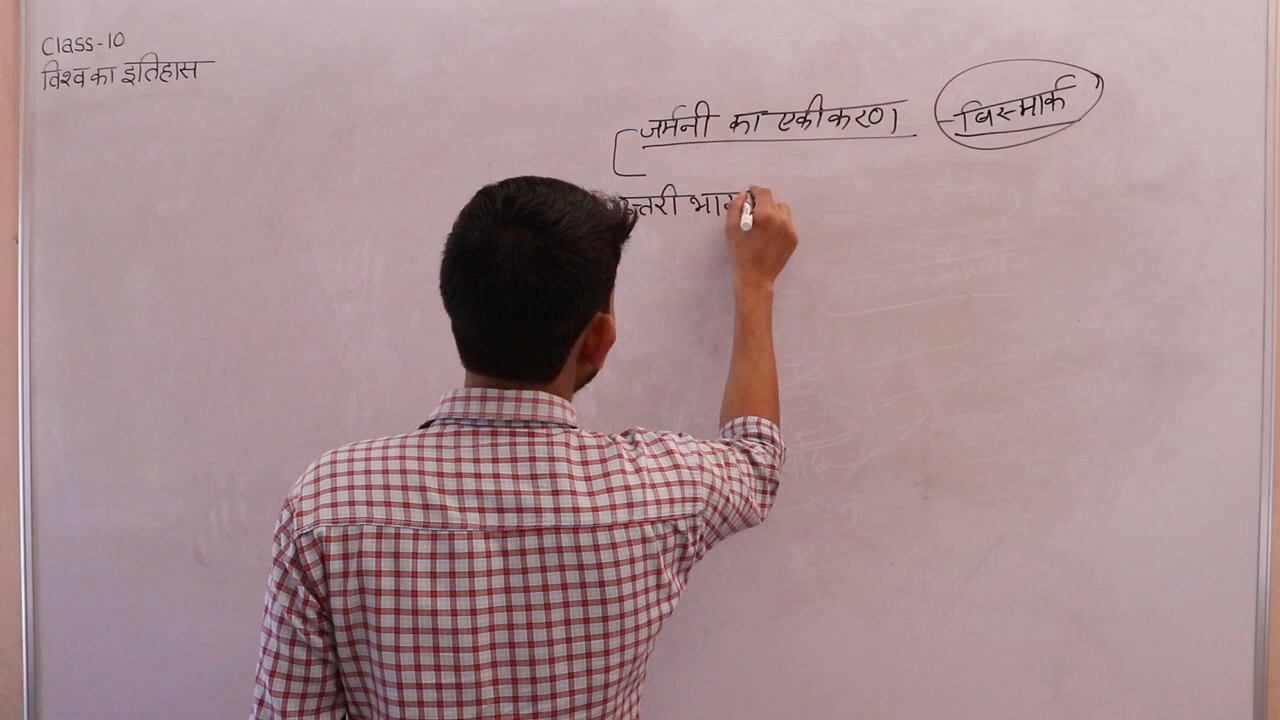 Class-10
विश्व का इतिहास
जर्मनी का एकीकरण - बिस्मार्क
उत्तरी भाग